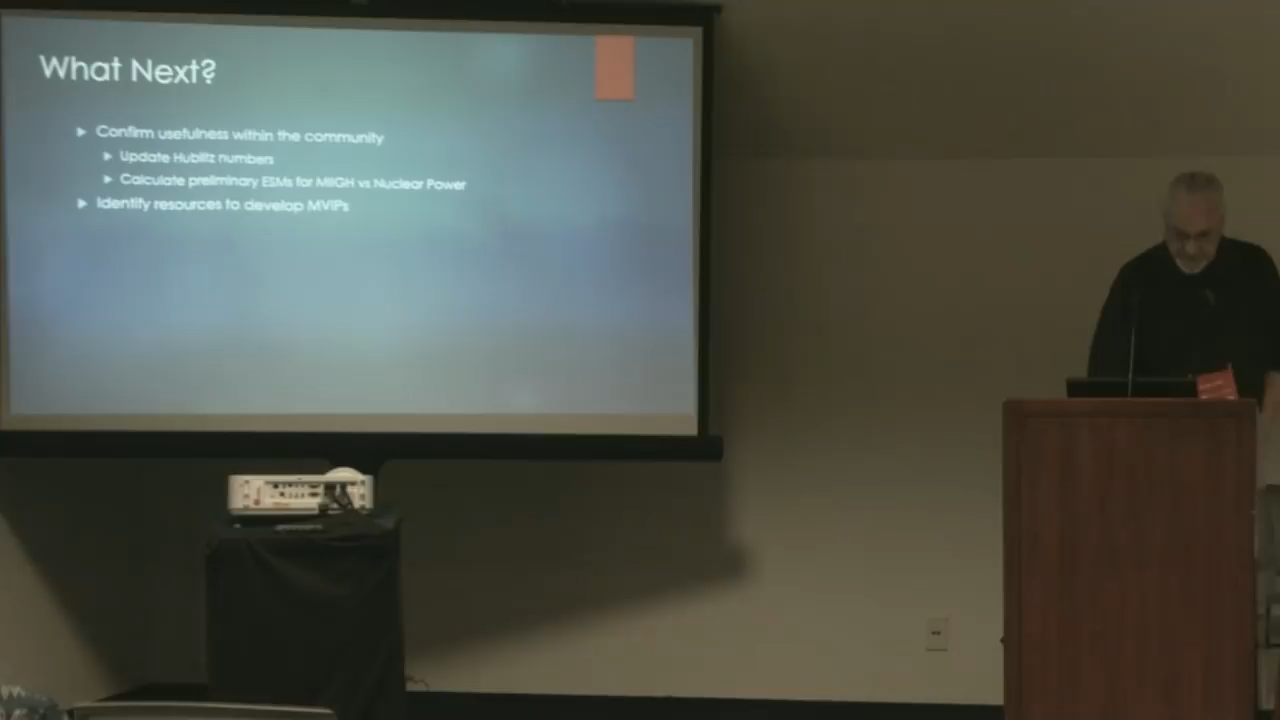 What Next?
Confirm usefulness within the community
Update Hublitz numbers
Calculate preliminary ESMs for MIIGH vs Nuclear Power
Identify resources to develop MVIPs